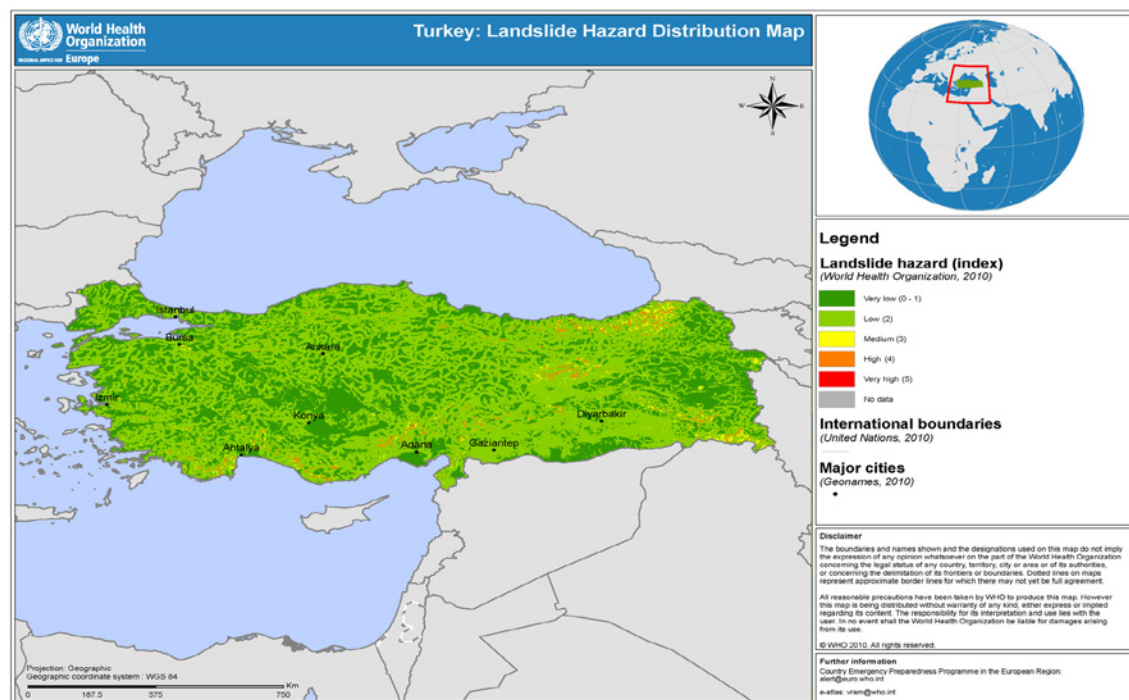 World Health
Organization
REGIONAL OFFICE FOR Europe
Turkey: Landslide Hazard Distribution Map
N
W
E
S
Istanbul
Bursa
Ankara
Izmir
Konya
Diyarbakir
Antalya
Adana
Gaziantep
Projection: Geographic
Geographic coordinate system : WGS 84
Km
0 187.5 375 750
Legend
Landslide hazard (index)
(World Health Organization, 2010)
Very low (0 - 1)
Low (2)
Medium (3)
High (4)
Very high (5)
No data
International boundaries
(United Nations, 2010)
Major cities
(Geonames, 2010)
Disclaimer
The boundaries and names shown and the designations used on this map do not imply
the expression of any opinion whatsoever on the part of the World Health Organization
concerning the legal status of any country, territory, city or area or of its authorities,
or concerning the delimitation of its frontiers or boundaries. Dotted lines on maps
represent approximate border lines for which there may not yet be full agreement.
All reasonable precautions have been taken by WHO to produce this map. However
this map is being distributed without warranty of any kind, either express or implied
regarding its content. The responsibility for its interpretation and use lies with the
user. In no event shall the World Health Organization be liable for damages arising
from its use.
© WHO 2010. All rights reserved.
Further information
Country Emergency Preparedness Programme in the European Region:
alert@euro.who.int
e-atlas: vram@who.int